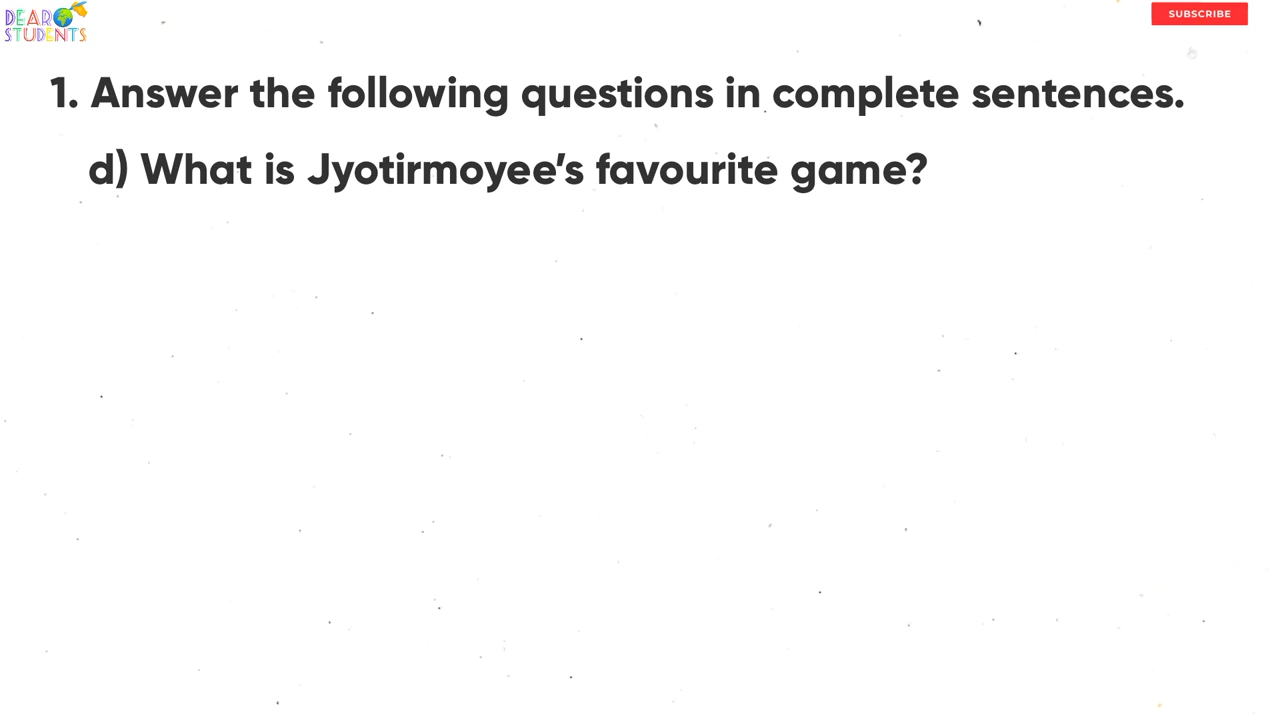 DEAR
STUDENTS
SUBSCRIBE
1. Answer the following questions in complete sentences.
d) What is Jyotirmoyee’s favourite game?